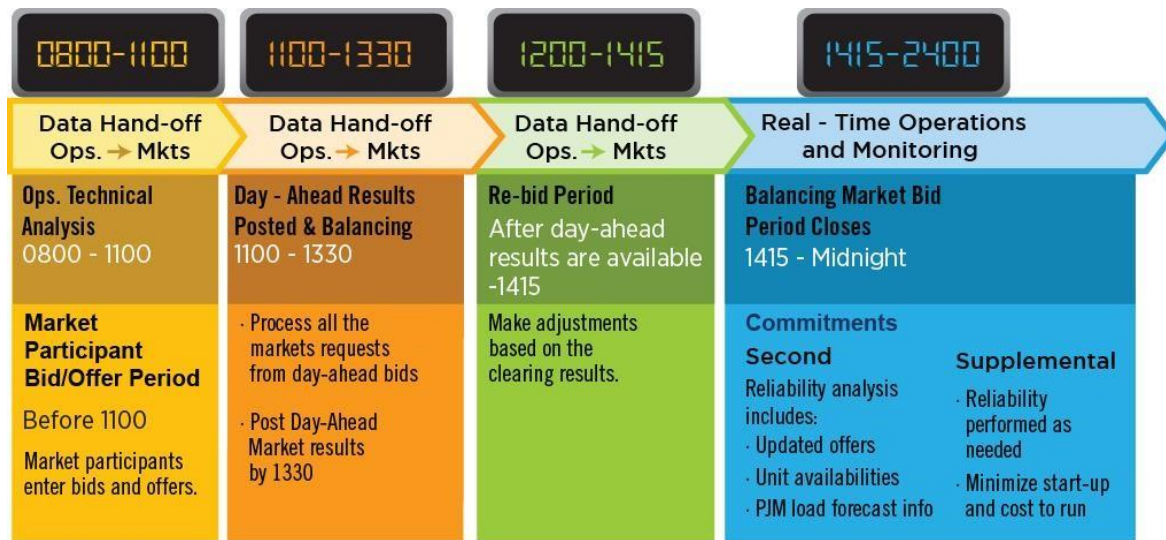 0800-1100
1100-1330
1200-1415
1415-2400
Data Hand-off
Ops. → Mkts
Data Hand-off
Ops. → Mkts
Data Hand-off
Ops. → Mkts
Real - Time Operations
and Monitoring
Ops. Technical
Analysis
0800 - 1100
Day - Ahead Results
Posted & Balancing
1100 - 1330
Re-bid Period
After day-ahead
results are available
-1415
Balancing Market Bid
Period Closes
1415 - Midnight
Market
Participant
Bid/Offer Period
Before 1100
Market participants
enter bids and offers.
· Process all the
markets requests
from day-ahead bids
· Post Day-Ahead
Market results
by 1330
Make adjustments
based on the
clearing results.
Commitments
Second
Reliability analysis
includes:
· Updated offers
· Unit availabilities
· PJM load forecast info
Supplemental
· Reliability
performed as
needed
· Minimize start-up
and cost to run